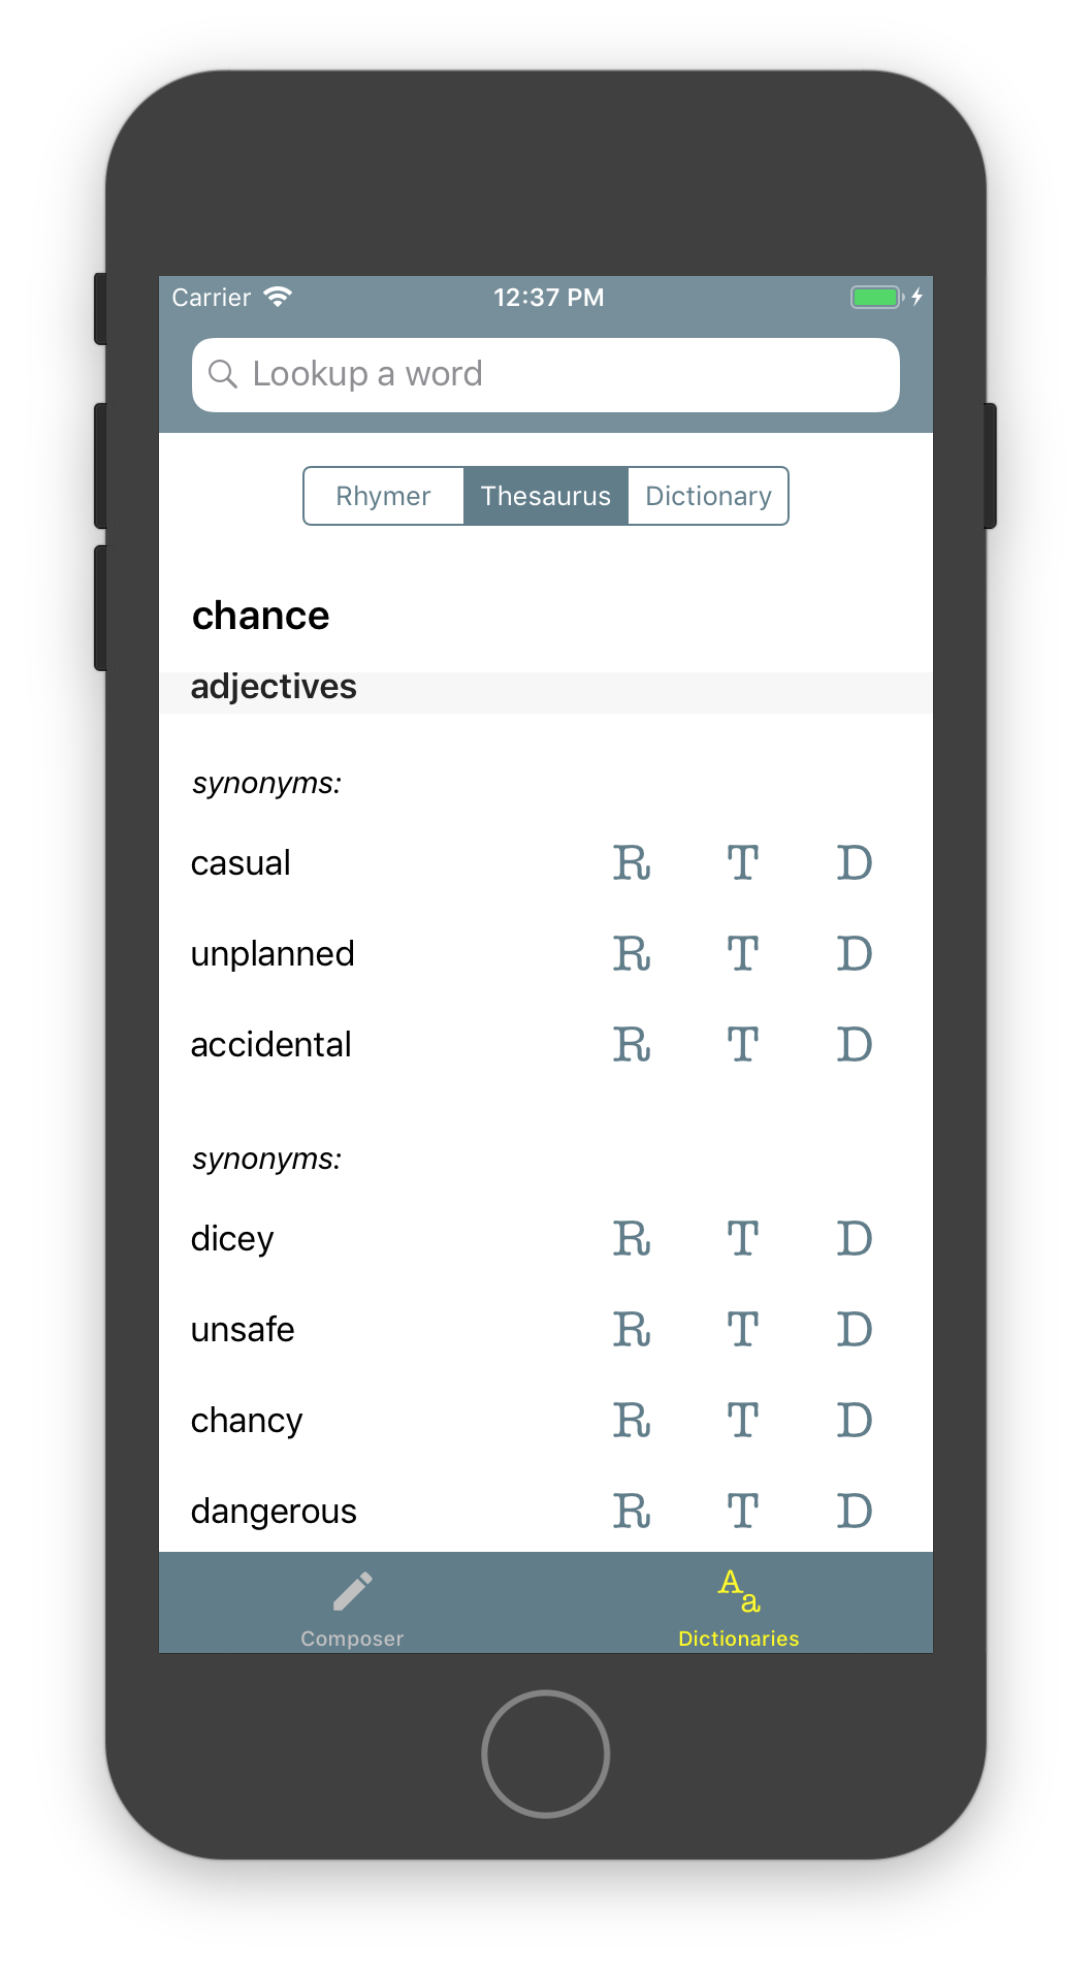 Carrier 12:37 PM
Lookup a word
Rhymer Thesaurus Dictionary
chance
adjectives
synonyms:
casual R T D
unplanned R T D
accidental R T D
synonyms:
dicey R T D
unsafe R T D
chancy R T D
dangerous R T D
Aa
Composer Dictionaries